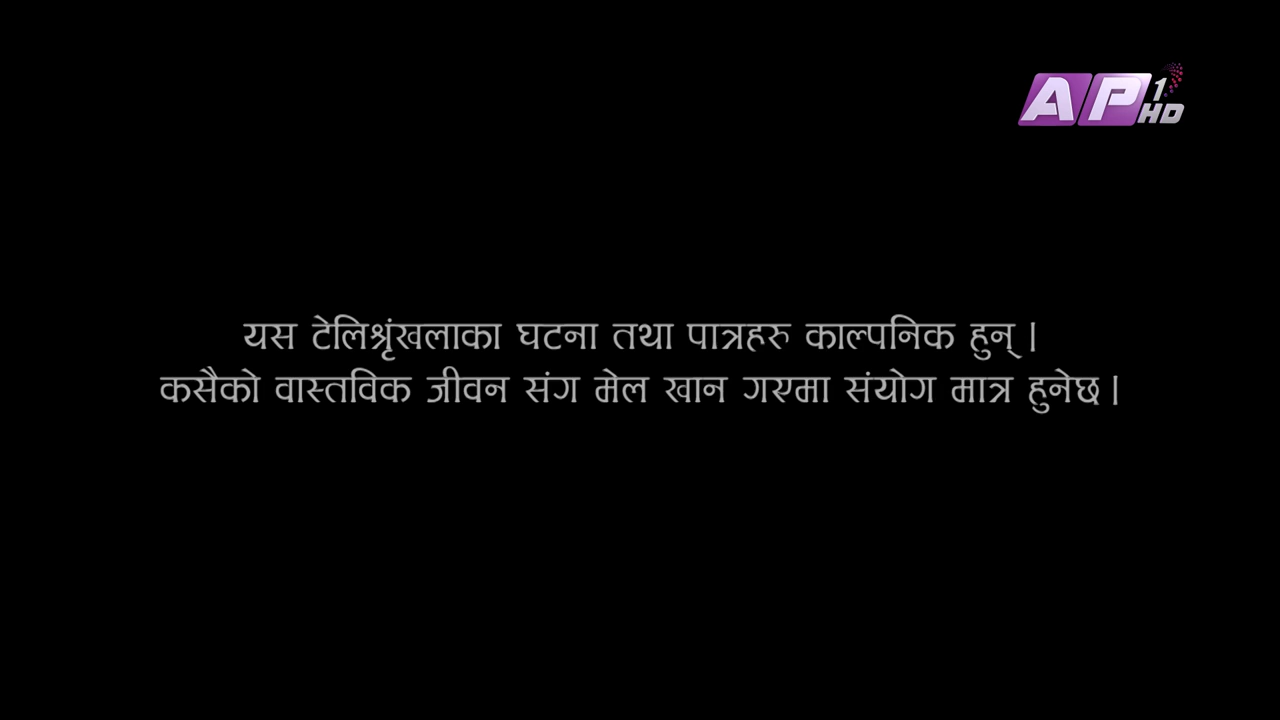 AP1 HD
यस टेलिश्रृंखलाका घटना तथा पात्रहरु काल्पनिक हुन् ।
कसैको वास्तविक जीवन संग मेल खान गएमा संयोग मात्र हुनेछ ।